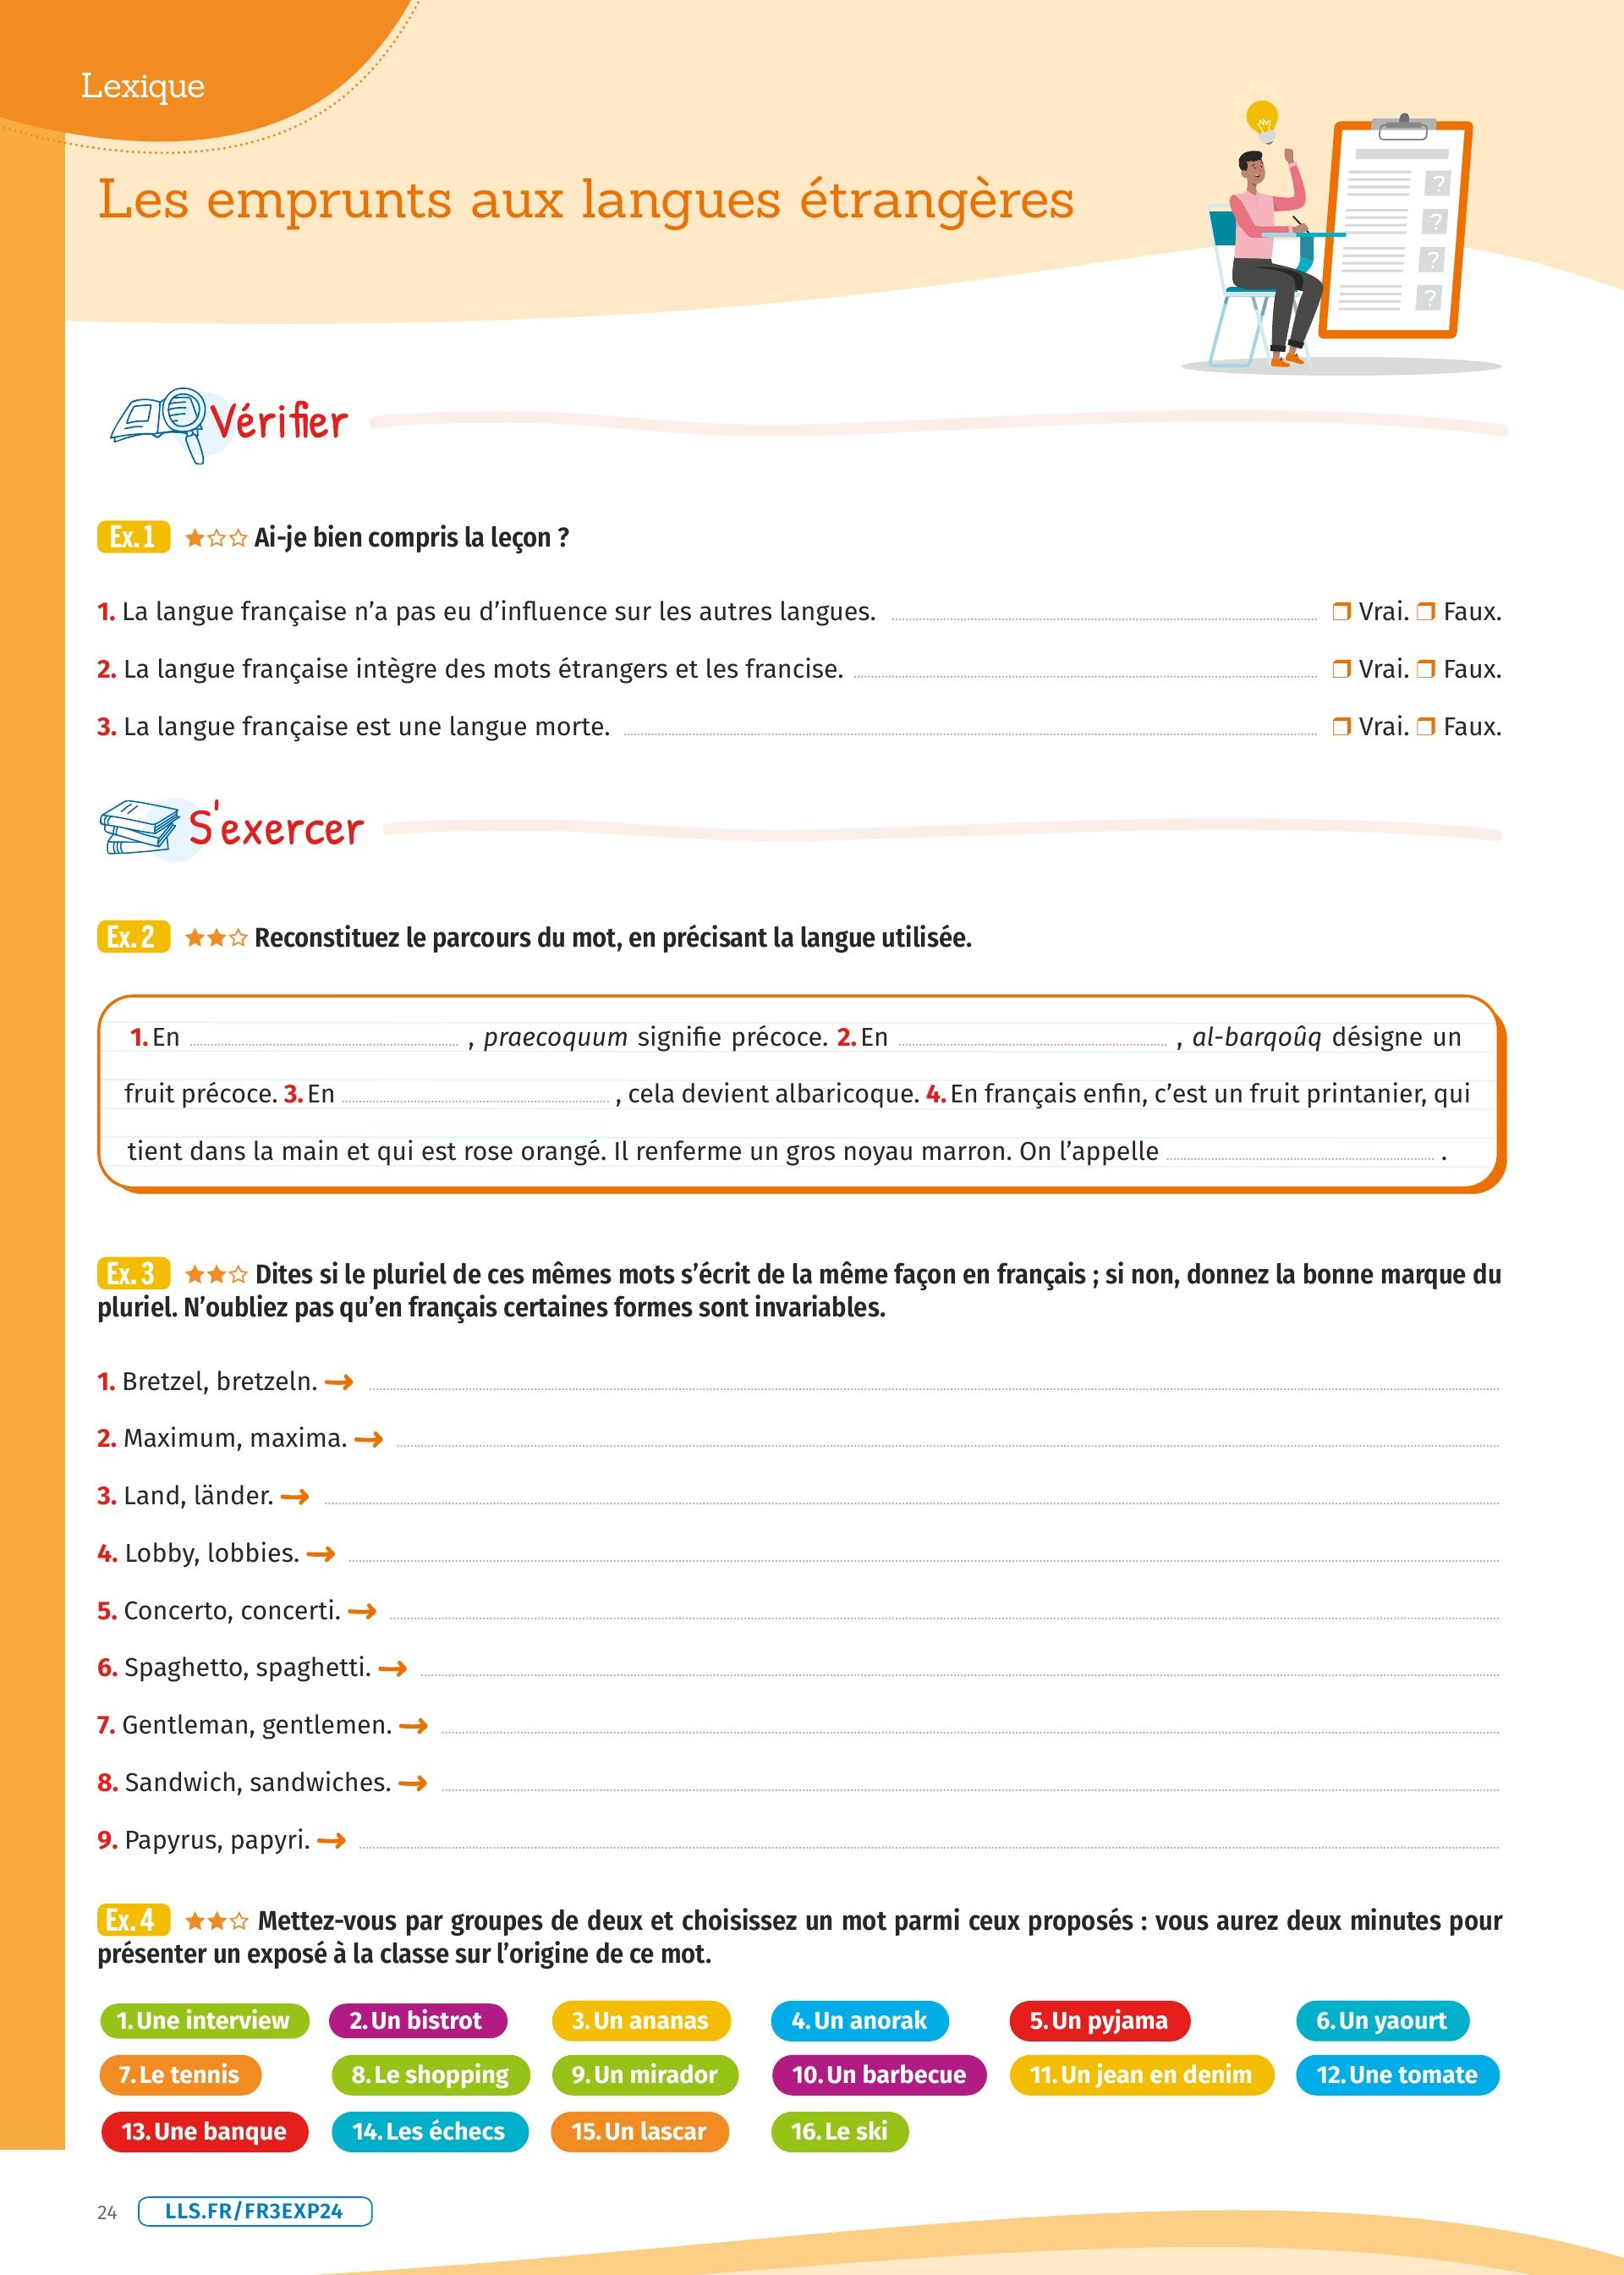 Lexique
Les emprunts aux langues étrangères
?
?
?
?
Vérifier
Ex. 1 ★☆☆ Ai-je bien compris la leçon ?
1. La langue française n’a pas eu d’influence sur les autres langues. ❒ Vrai. ❒ Faux.
2. La langue française intègre des mots étrangers et les francise. ❒ Vrai. ❒ Faux.
3. La langue française est une langue morte. ❒ Vrai. ❒ Faux.
S'exercer
Ex. 2 ★★☆ Reconstituez le parcours du mot, en précisant la langue utilisée.
1. En , praecoquum signifie précoce. 2. En , al-barqoûq désigne un
fruit précoce. 3. En , cela devient albaricoque. 4. En français enfin, c’est un fruit printanier, qui
tient dans la main et qui est rose orangé. Il renferme un gros noyau marron. On l’appelle .
Ex. 3 ★★☆ Dites si le pluriel de ces mêmes mots s’écrit de la même façon en français ; si non, donnez la bonne marque du
pluriel. N’oubliez pas qu’en français certaines formes sont invariables.
1. Bretzel, bretzeln. →
2. Maximum, maxima. →
3. Land, länder. →
4. Lobby, lobbies. →
5. Concerto, concerti. →
6. Spaghetto, spaghetti. →
7. Gentleman, gentlemen. →
8. Sandwich, sandwiches. →
9. Papyrus, papyri. →
Ex. 4 ★★☆ Mettez-vous par groupes de deux et choisissez un mot parmi ceux proposés : vous aurez deux minutes pour
présenter un exposé à la classe sur l’origine de ce mot.
1. Une interview 2. Un bistrot 3. Un ananas 4. Un anorak 5. Un pyjama 6. Un yaourt
7. Le tennis 8. Le shopping 9. Un mirador 10. Un barbecue 11. Un jean en denim 12. Une tomate
13. Une banque 14. Les échecs 15. Un lascar 16. Le ski
24 LLS.FR/FR3EXP24